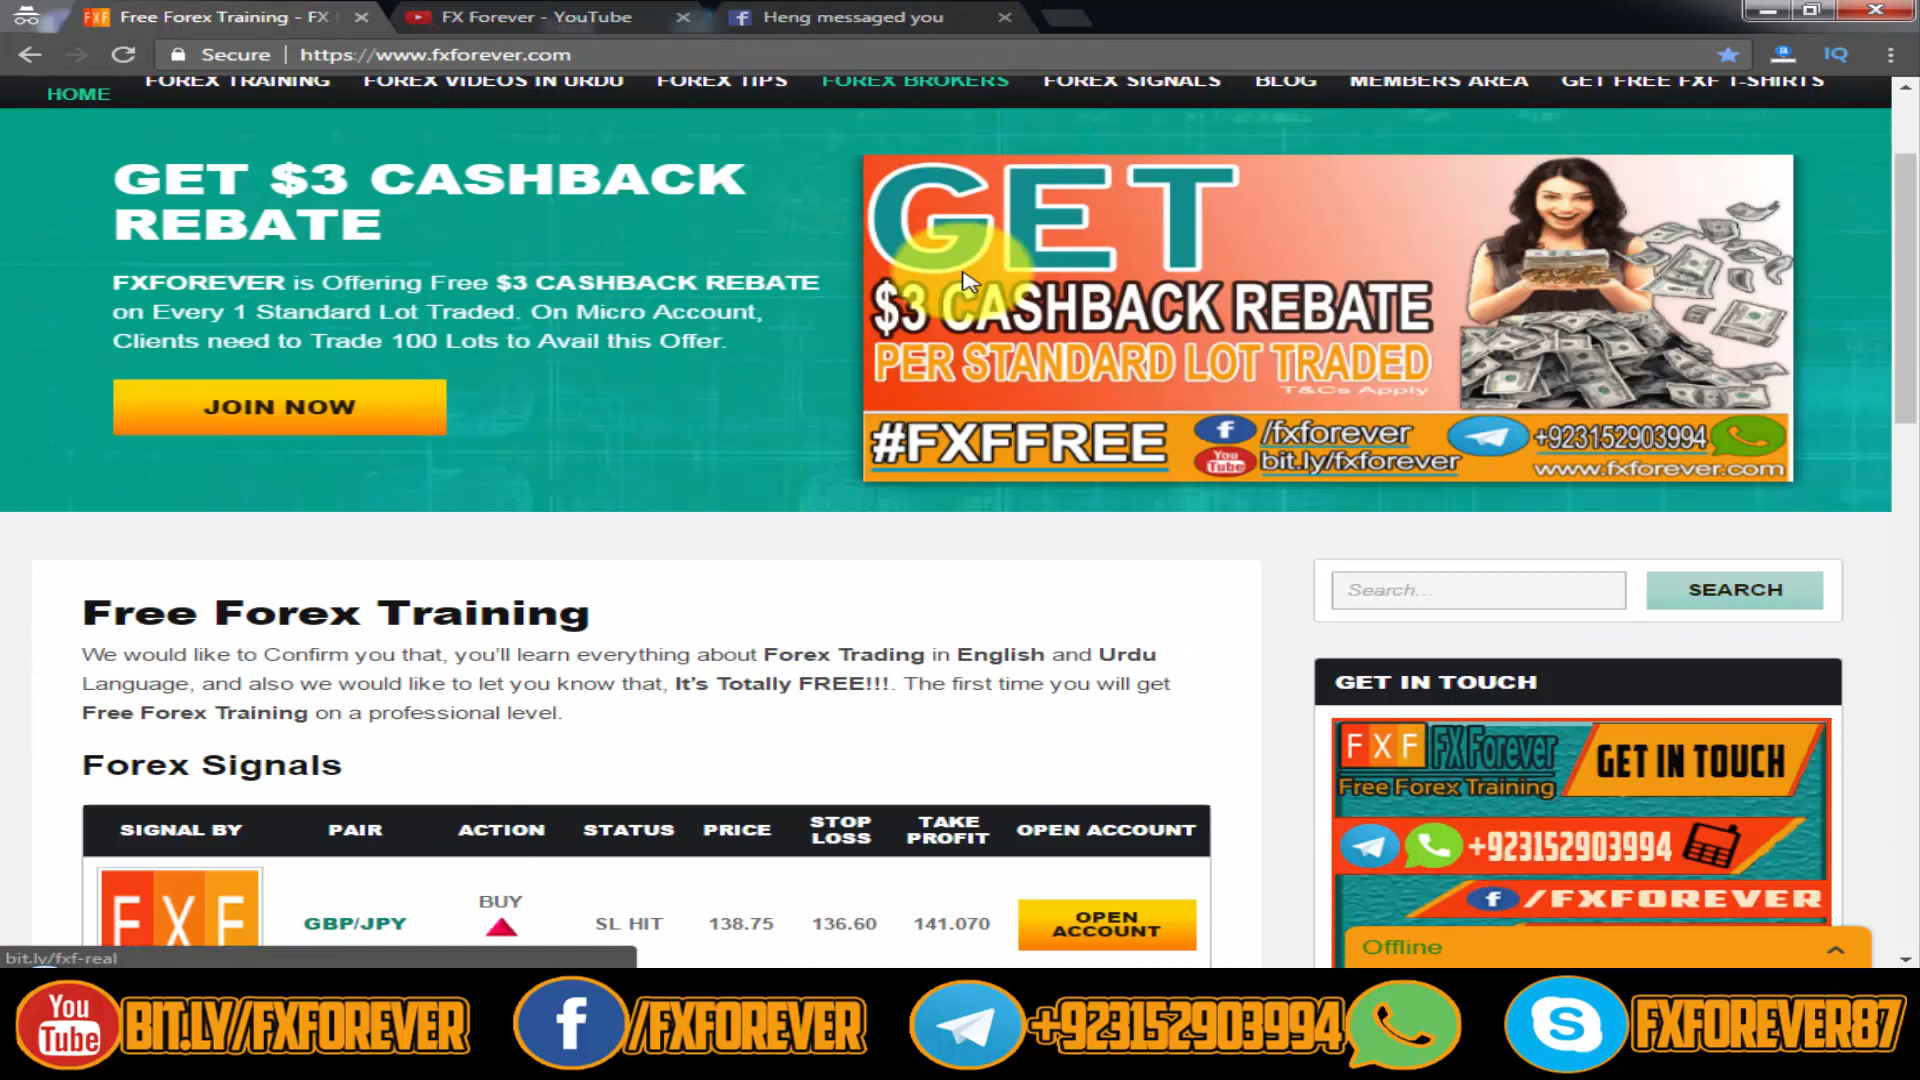 Free Forex Training - FX
FX Forever - YouTube
Heng messaged you
Secure
https://www.fxforever.com
IQ
HOME
FOREX TRAINING
FOREX VIDEOS IN URDU
FOREX TIPS
FOREX BROKERS
FOREX SIGNALS
BLOG
MEMBERS AREA
GET FREE FXF T-SHIRTS
GET $3 CASHBACK
REBATE
FXFOREVER is Offering Free $3 CASHBACK REBATE
on Every 1 Standard Lot Traded. On Micro Account,
Clients need to Trade 100 Lots to Avail this Offer.
JOIN NOW
GET
$3 CASHBACK REBATE
PER STANDARD LOT TRADED
T&Cs Apply
#FXFFREE
/fxforever
You Tube
bit.ly/fxforever
+923152903994
www.fxforever.com
Free Forex Training
We would like to Confirm you that, you'll learn everything about Forex Trading in English and Urdu
Language, and also we would like to let you know that, It's Totally FREE!!!. The first time you will get
Free Forex Training on a professional level.
Forex Signals
SIGNAL BY PAIR ACTION STATUS PRICE STOP LOSS TAKE PROFIT OPEN ACCOUNT
FXF GBP/JPY BUY SL HIT 138.75 136.60 141.070 OPEN ACCOUNT
Search...
SEARCH
GET IN TOUCH
FXF FX Forever
Free Forex Training
GET IN TOUCH
+923152903994
/FXFOREVER
Offline
bit.ly/fxf-real
You Tube
BIT.LY/FXFOREVER
/FXFOREVER
+923152903994
FXFOREVER87